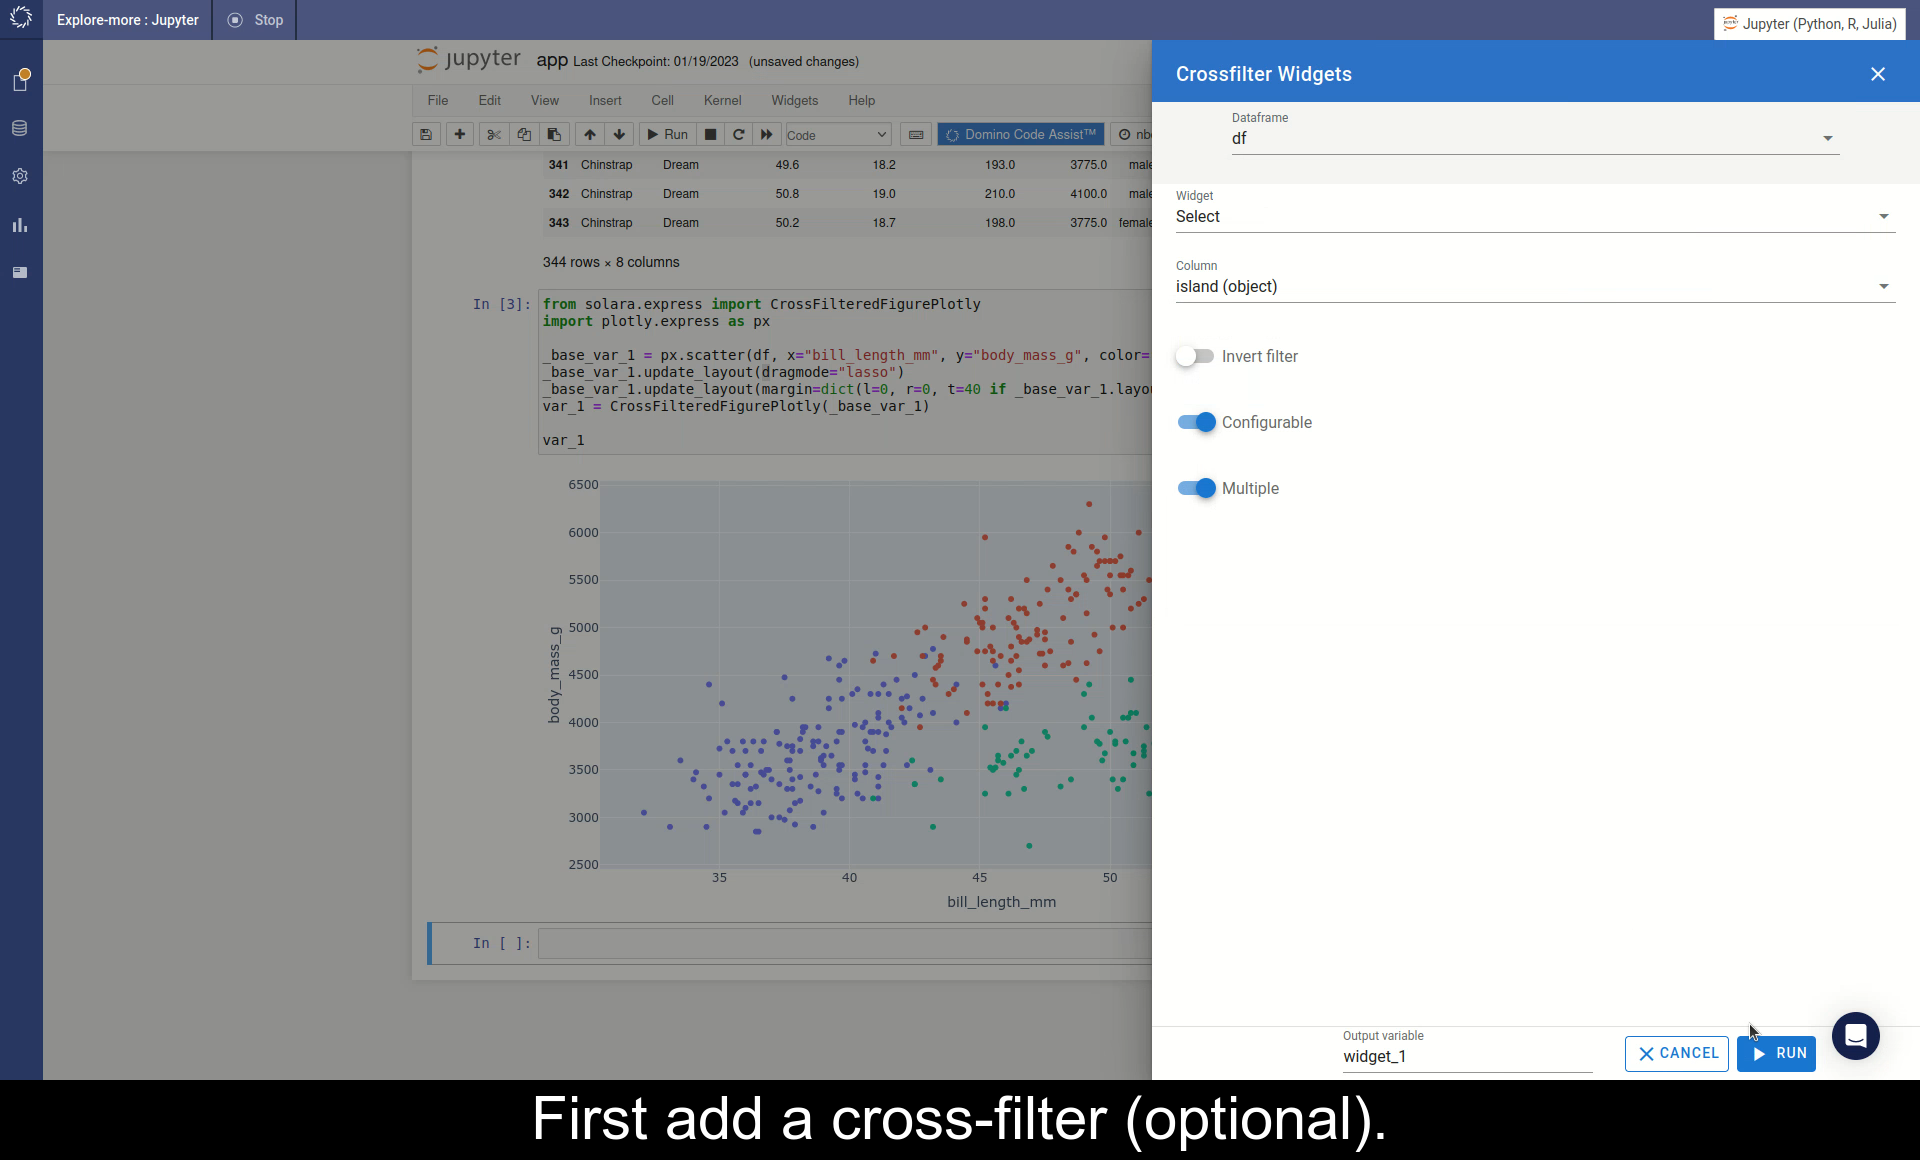 Explore-more : Jupyter
Stop
Jupyter (Python, R, Julia)
jupyter app Last Checkpoint: 01/19/2023 (unsaved changes)
File Edit View Insert Cell Kernel Widgets Help
Run Code Domino Code Assist™ nb
341 Chinstrap Dream 49.6 18.2 193.0 3775.0 male
342 Chinstrap Dream 50.8 19.0 210.0 4100.0 male
343 Chinstrap Dream 50.2 18.7 198.0 3775.0 female
344 rows × 8 columns
In [3]:
from solara.express import CrossFilteredFigurePlotly
import plotly.express as px
_base_var_1 = px.scatter(df, x="bill_length_mm", y="body_mass_g", color=
_base_var_1.update_layout(dragmode="lasso")
_base_var_1.update_layout(margin=dict(l=0, r=0, t=40 if _base_var_1.layou
var_1 = CrossFilteredFigurePlotly(_base_var_1)
var_1
6500
6000
5500
5000
4500
4000
3500
3000
2500
body_mass_g
35 40 45 50
bill_length_mm
In [ ]:
Crossfilter Widgets
Dataframe
df
Widget
Select
Column
island (object)
Invert filter
Configurable
Multiple
Output variable
widget_1
CANCEL
RUN
First add a cross-filter (optional).